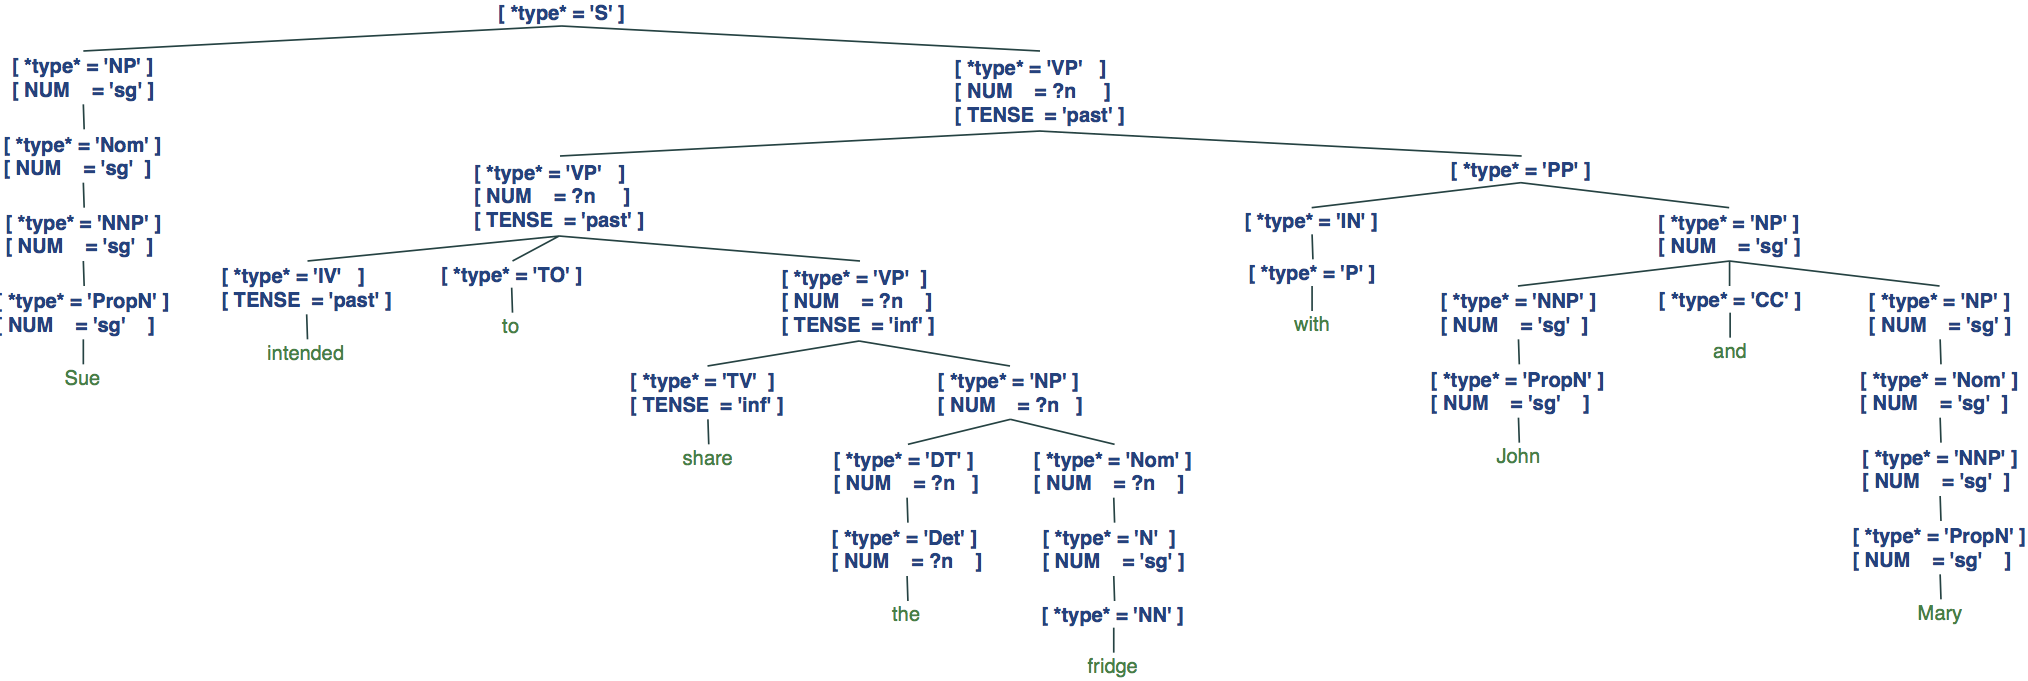 [ *type* = 'S' ]
[ *type* = 'NP' ]
[ NUM = 'sg' ]
[ *type* = 'VP' ]
[ NUM = ?n ]
[ TENSE = 'past' ]
[ *type* = 'Nom' ]
[ NUM = 'sg' ]
[ *type* = 'VP' ]
[ NUM = ?n ]
[ TENSE = 'past' ]
[ *type* = 'PP' ]
[ *type* = 'NNP' ]
[ NUM = 'sg' ]
[ *type* = 'IN' ]
[ *type* = 'NP' ]
[ NUM = 'sg' ]
[ *type* = 'PropN' ]
[ NUM = 'sg' ]
Sue
[ *type* = 'IV' ]
[ TENSE = 'past' ]
intended
[ *type* = 'TO' ]
to
[ *type* = 'VP' ]
[ NUM = ?n ]
[ TENSE = 'inf' ]
[ *type* = 'P' ]
with
[ *type* = 'NNP' ]
[ NUM = 'sg' ]
[ *type* = 'CC' ]
and
[ *type* = 'NP' ]
[ NUM = 'sg' ]
[ *type* = 'TV' ]
[ TENSE = 'inf' ]
share
[ *type* = 'NP' ]
[ NUM = ?n ]
[ *type* = 'PropN' ]
[ NUM = 'sg' ]
John
[ *type* = 'Nom' ]
[ NUM = 'sg' ]
[ *type* = 'DT' ]
[ NUM = ?n ]
[ *type* = 'Nom' ]
[ NUM = ?n ]
[ *type* = 'NNP' ]
[ NUM = 'sg' ]
[ *type* = 'Det' ]
[ NUM = ?n ]
the
[ *type* = 'N' ]
[ NUM = 'sg' ]
[ *type* = 'NN' ]
fridge
[ *type* = 'PropN' ]
[ NUM = 'sg' ]
Mary